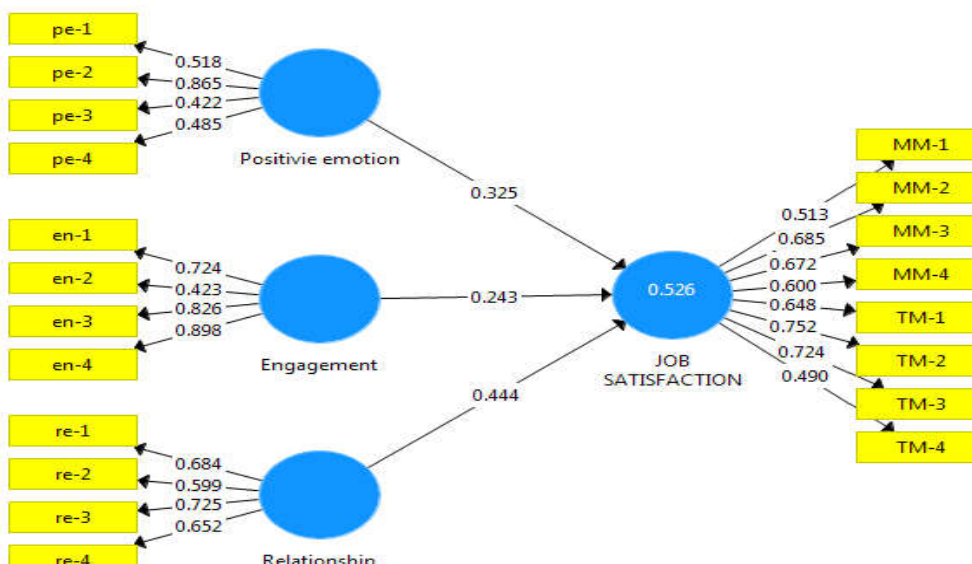 pe-1
pe-2
pe-3
pe-4
0.518
0.865
0.422
0.485
Positivie emotion
0.325
en-1
en-2
en-3
en-4
0.724
0.423
0.826
0.898
Engagement
0.243
re-1
re-2
re-3
re-4
0.684
0.599
0.725
0.652
Relationship
0.444
0.526
JOB
SATISFACTION
0.513
0.685
0.672
0.600
0.648
0.752
0.724
0.490
MM-1
MM-2
MM-3
MM-4
TM-1
TM-2
TM-3
TM-4